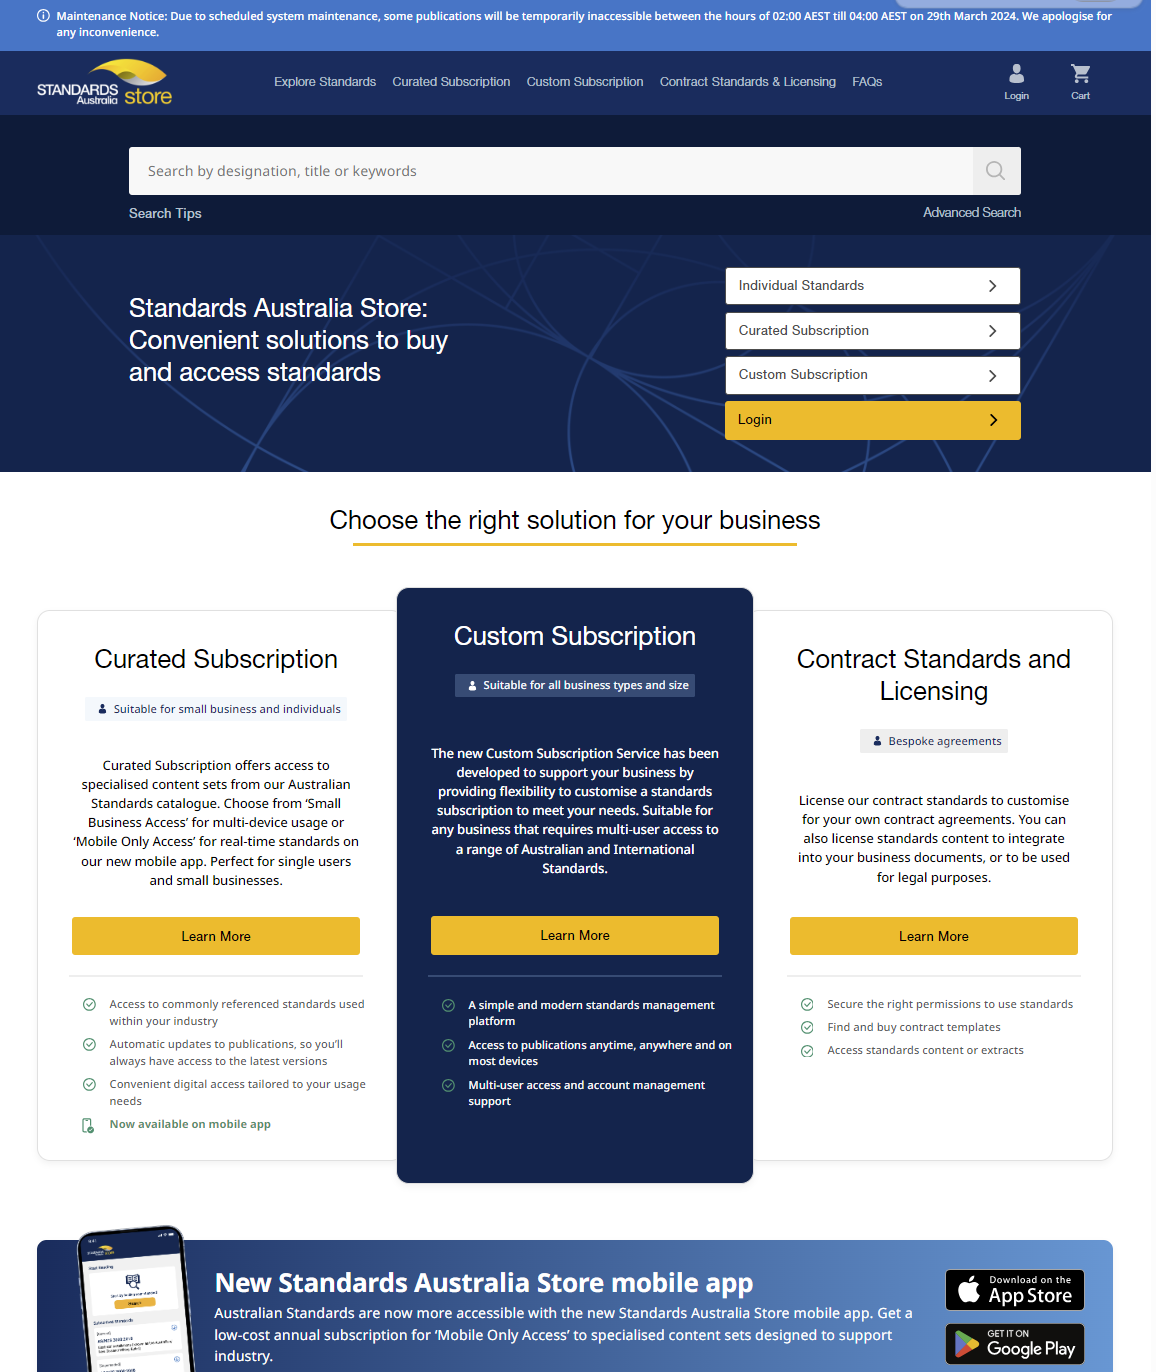 Maintenance Notice: Due to scheduled system maintenance, some publications will be temporarily inaccessible between the hours of 02:00 AEST till 04:00 AEST on 29th March 2024. We apologise for
any inconvenience.
STANDARDS
Australia store
Explore Standards
Curated Subscription
Custom Subscription
Contract Standards & Licensing
FAQs
Login
Cart
Search by designation, title or keywords
Search Tips
Advanced Search
Standards Australia Store:
Convenient solutions to buy
and access standards
Individual Standards
Curated Subscription
Custom Subscription
Login
Choose the right solution for your business
Curated Subscription
Suitable for small business and individuals
Curated Subscription offers access to
specialised content sets from our Australian
Standards catalogue. Choose from ‘Small
Business Access’ for multi-device usage or
‘Mobile Only Access’ for real-time standards on
our new mobile app. Perfect for single users
and small businesses.
Learn More
Access to commonly referenced standards used
within your industry
Automatic updates to publications, so you’ll
always have access to the latest versions
Convenient digital access tailored to your usage
needs
Now available on mobile app
Custom Subscription
Suitable for all business types and size
The new Custom Subscription Service has been
developed to support your business by
providing flexibility to customise a standards
subscription to meet your needs. Suitable for
any business that requires multi-user access to
a range of Australian and International
Standards.
Learn More
A simple and modern standards management
platform
Access to publications anytime, anywhere and on
most devices
Multi-user access and account management
support
Contract Standards and
Licensing
Bespoke agreements
License our contract standards to customise
for your own contract agreements. You can
also license standards content to integrate
into your business documents, or to be used
for legal purposes.
Learn More
Secure the right permissions to use standards
Find and buy contract templates
Access standards content or extracts
New Standards Australia Store mobile app
Australian Standards are now more accessible with the new Standards Australia Store mobile app. Get a
low-cost annual subscription for ‘Mobile Only Access’ to specialised content sets designed to support
industry.
Download on the
App Store
GET IT ON
Google Play